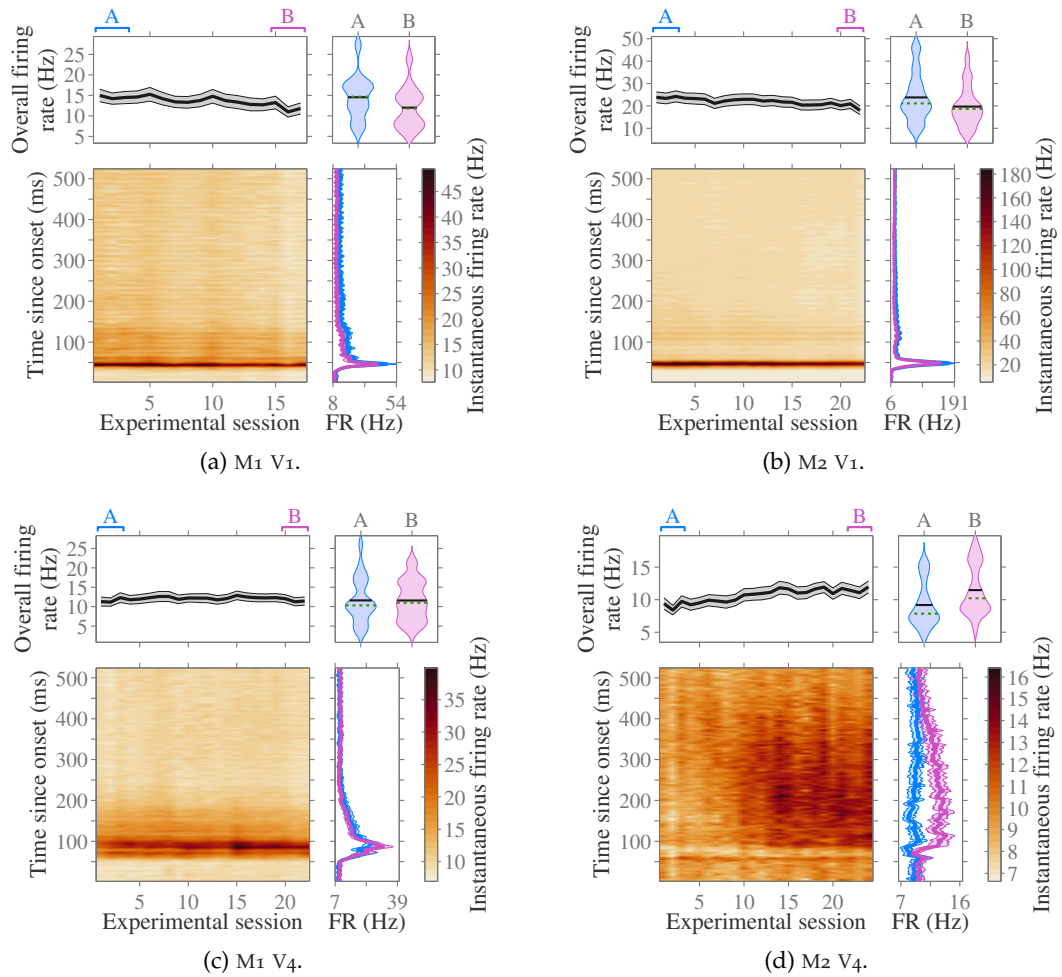 A B A B
Overall firing rate (Hz)
25
20
15
10
5
Time since onset (ms)
500
400
300
200
100
5 10 15
Experimental session
8 54
FR (Hz)
45
40
35
30
25
20
15
10
Instantaneous firing rate (Hz)
(a) M1 V1.
A B A B
Overall firing rate (Hz)
50
40
30
20
10
Time since onset (ms)
500
400
300
200
100
5 10 15 20
Experimental session
6 191
FR (Hz)
180
160
140
120
100
80
60
40
20
Instantaneous firing rate (Hz)
(b) M2 V1.
A B A B
Overall firing rate (Hz)
25
20
15
10
5
Time since onset (ms)
500
400
300
200
100
5 10 15 20
Experimental session
7 39
FR (Hz)
35
30
25
20
15
10
Instantaneous firing rate (Hz)
(c) M1 V4.
A B A B
Overall firing rate (Hz)
15
10
5
Time since onset (ms)
500
400
300
200
100
5 10 15 20
Experimental session
7 16
FR (Hz)
16
15
14
13
12
11
10
9
8
7
Instantaneous firing rate (Hz)
(d) M2 V4.